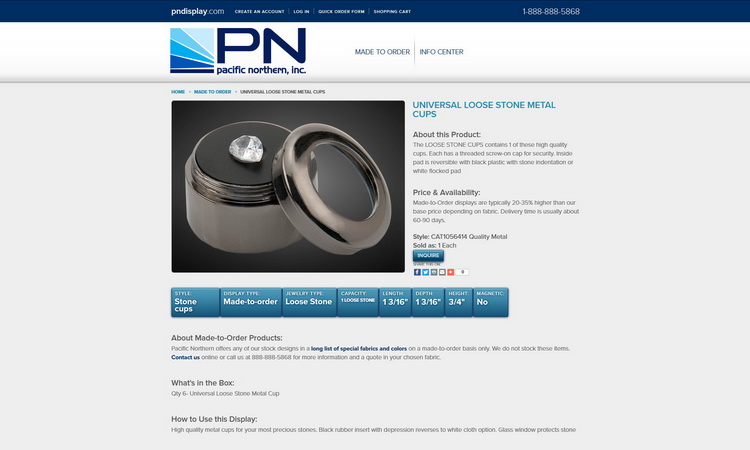 pndisplay.com
CREATE AN ACCOUNT LOG IN QUICK ORDER FORM SHOPPING CART
1-888-888-5868
PN
pacific northern, inc.
MADE TO ORDER INFO CENTER
HOME » MADE TO ORDER » UNIVERSAL LOOSE STONE METAL CUPS
UNIVERSAL LOOSE STONE METAL
CUPS
About this Product:
The LOOSE STONE CUPS contains 1 of these high quality
cups. Each has a threaded screw-on cap for security. Inside
pad is reversible with black plastic with stone indentation or
white flocked pad
Price & Availability:
Made-to-Order displays are typically 20-35% higher than our
base price depending on fabric. Delivery time is usually about
60-90 days.
Style: CAT1056414 Quality Metal
Sold as: 1 Each
INQUIRE
SHARE THIS ON:
0
STYLE:
Stone
cups
DISPLAY TYPE:
Made-to-order
JEWELRY TYPE:
Loose Stone
CAPACITY:
1 LOOSE STONE
LENGTH:
1 3/16"
DEPTH:
1 3/16"
HEIGHT:
3/4"
MAGNETIC:
No
About Made-to-Order Products:
Pacific Northern offers any of our stock designs in a long list of special fabrics and colors on a made-to-order basis only. We do not stock these items.
Contact us online or call us at 888-888-5868 for more information and a quote in your chosen fabric.
What's in the Box:
Qty 6- Universal Loose Stone Metal Cup
How to Use this Display:
High quality metal cups for your most precious stones. Black rubber insert with depression reverses to white cloth option. Glass window protects stone